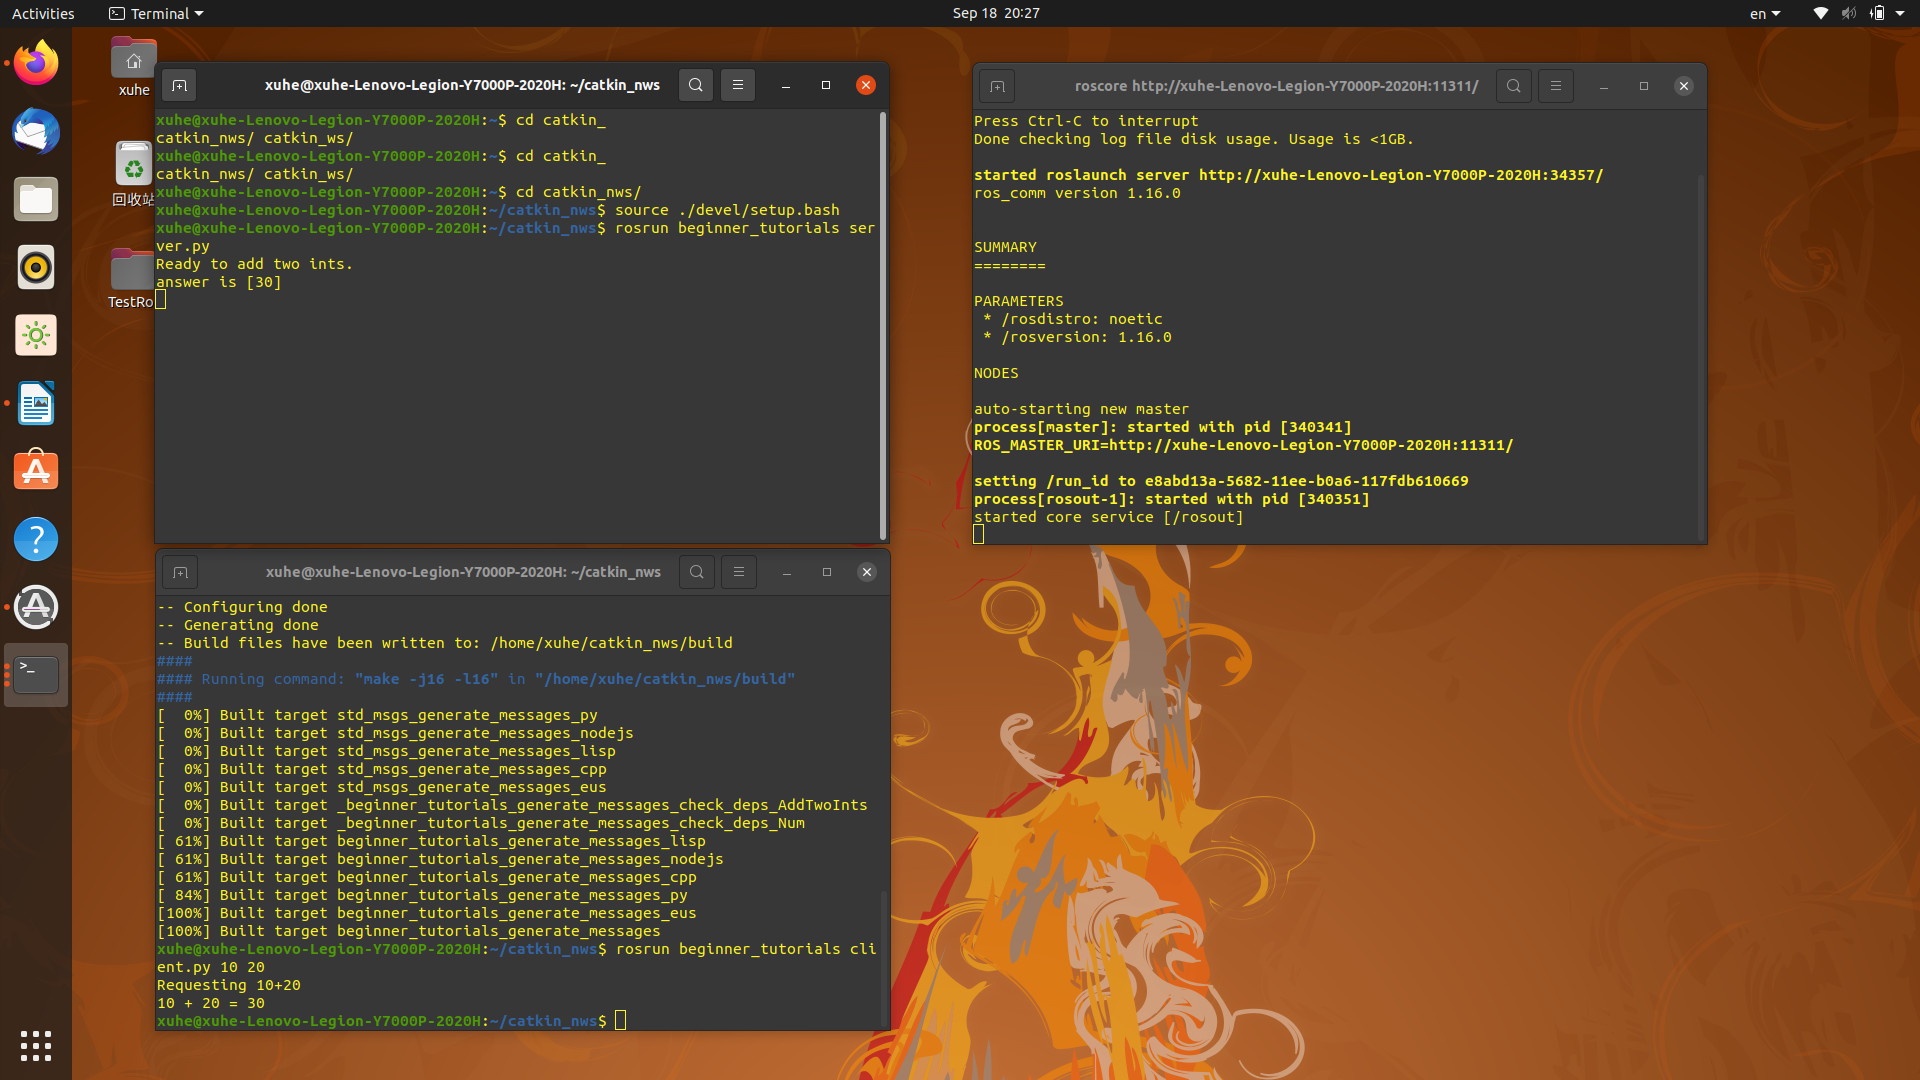 Activities
Terminal
Sep 18 20:27
en
xuhe
回收站
TestRo
xuhe@xuhe-Lenovo-Legion-Y7000P-2020H: ~/catkin_nws
xuhe@xuhe-Lenovo-Legion-Y7000P-2020H:~$ cd catkin_
catkin_nws/ catkin_ws/
xuhe@xuhe-Lenovo-Legion-Y7000P-2020H:~$ cd catkin_
catkin_nws/ catkin_ws/
xuhe@xuhe-Lenovo-Legion-Y7000P-2020H:~$ cd catkin_nws/
xuhe@xuhe-Lenovo-Legion-Y7000P-2020H:~/catkin_nws$ source ./devel/setup.bash
xuhe@xuhe-Lenovo-Legion-Y7000P-2020H:~/catkin_nws$ rosrun beginner_tutorials ser
ver.py
Ready to add two ints.
answer is [30]
roscore http://xuhe-Lenovo-Legion-Y7000P-2020H:11311/
Press Ctrl-C to interrupt
Done checking log file disk usage. Usage is <1GB.
started roslaunch server http://xuhe-Lenovo-Legion-Y7000P-2020H:34357/
ros_comm version 1.16.0
SUMMARY
========
PARAMETERS
* /rosdistro: noetic
* /rosversion: 1.16.0
NODES
auto-starting new master
process[master]: started with pid [340341]
ROS_MASTER_URI=http://xuhe-Lenovo-Legion-Y7000P-2020H:11311/
setting /run_id to e8abd13a-5682-11ee-b0a6-117fdb610669
process[rosout-1]: started with pid [340351]
started core service [/rosout]
xuhe@xuhe-Lenovo-Legion-Y7000P-2020H: ~/catkin_nws
-- Configuring done
-- Generating done
-- Build files have been written to: /home/xuhe/catkin_nws/build
####
#### Running command: "make -j16 -l16" in "/home/xuhe/catkin_nws/build"
####
[  0%] Built target std_msgs_generate_messages_py
[  0%] Built target std_msgs_generate_messages_nodejs
[  0%] Built target std_msgs_generate_messages_lisp
[  0%] Built target std_msgs_generate_messages_cpp
[  0%] Built target std_msgs_generate_messages_eus
[  0%] Built target _beginner_tutorials_generate_messages_check_deps_AddTwoInts
[  0%] Built target _beginner_tutorials_generate_messages_check_deps_Num
[ 61%] Built target beginner_tutorials_generate_messages_lisp
[ 61%] Built target beginner_tutorials_generate_messages_nodejs
[ 61%] Built target beginner_tutorials_generate_messages_cpp
[ 84%] Built target beginner_tutorials_generate_messages_py
[100%] Built target beginner_tutorials_generate_messages_eus
[100%] Built target beginner_tutorials_generate_messages
xuhe@xuhe-Lenovo-Legion-Y7000P-2020H:~/catkin_nws$ rosrun beginner_tutorials cli
ent.py 10 20
Requesting 10+20
10 + 20 = 30
xuhe@xuhe-Lenovo-Legion-Y7000P-2020H:~/catkin_nws$